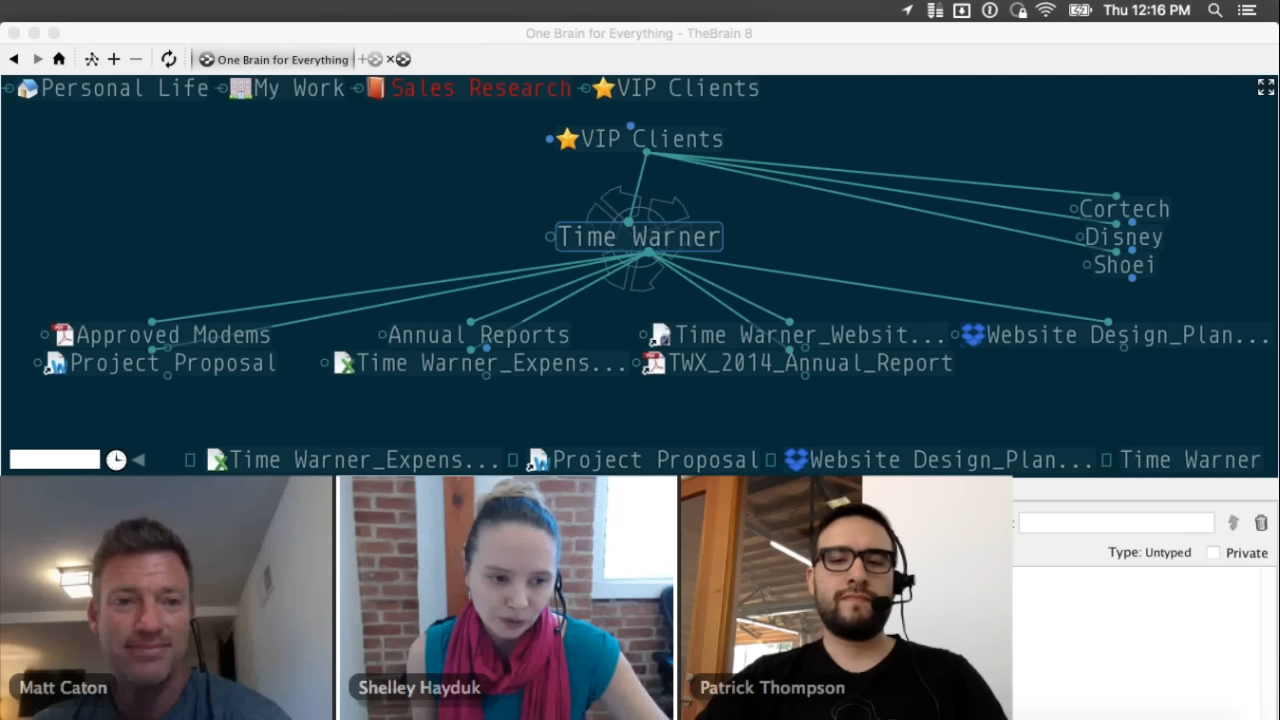 Thu 12:16 PM
One Brain for Everything - TheBrain 8
One Brain for Everything
Personal Life My Work Sales Research VIP Clients
VIP Clients
Cortech
Time Warner
Disney
Shoei
Approved Modems Annual Reports Time Warner_Websit... Website Design_Plan...
Project Proposal Time Warner_Expens... TWX_2014_Annual_Report
Time Warner_Expens... Project Proposal Website Design_Plan... Time Warner
Type: Untyped Private
Matt Caton Shelley Hayduk Patrick Thompson